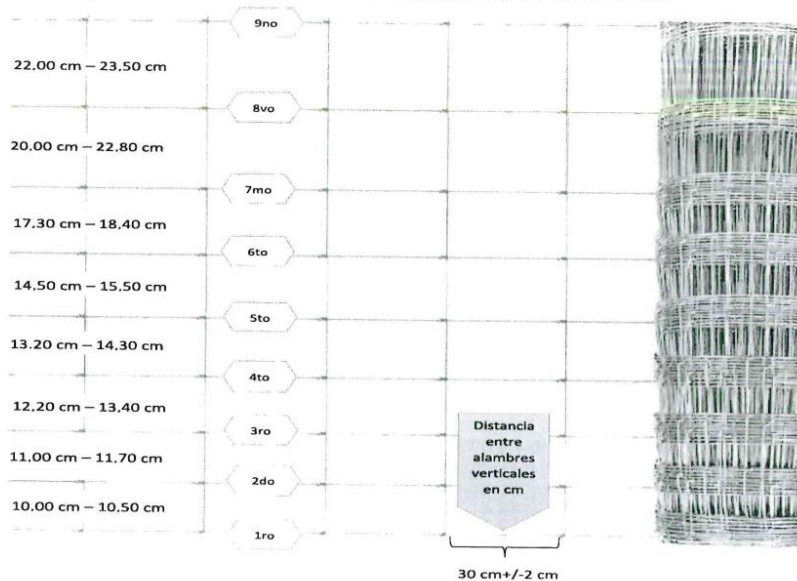 9no
22.00 cm – 23.50 cm
8vo
20.00 cm – 22.80 cm
7mo
17.30 cm – 18.40 cm
6to
14.50 cm – 15.50 cm
5to
13.20 cm – 14.30 cm
4to
12.20 cm – 13.40 cm
3ro
11.00 cm – 11.70 cm
2do
10.00 cm – 10.50 cm
1ro
Distancia
entre
alambres
verticales
en cm
30 cm+/-2 cm